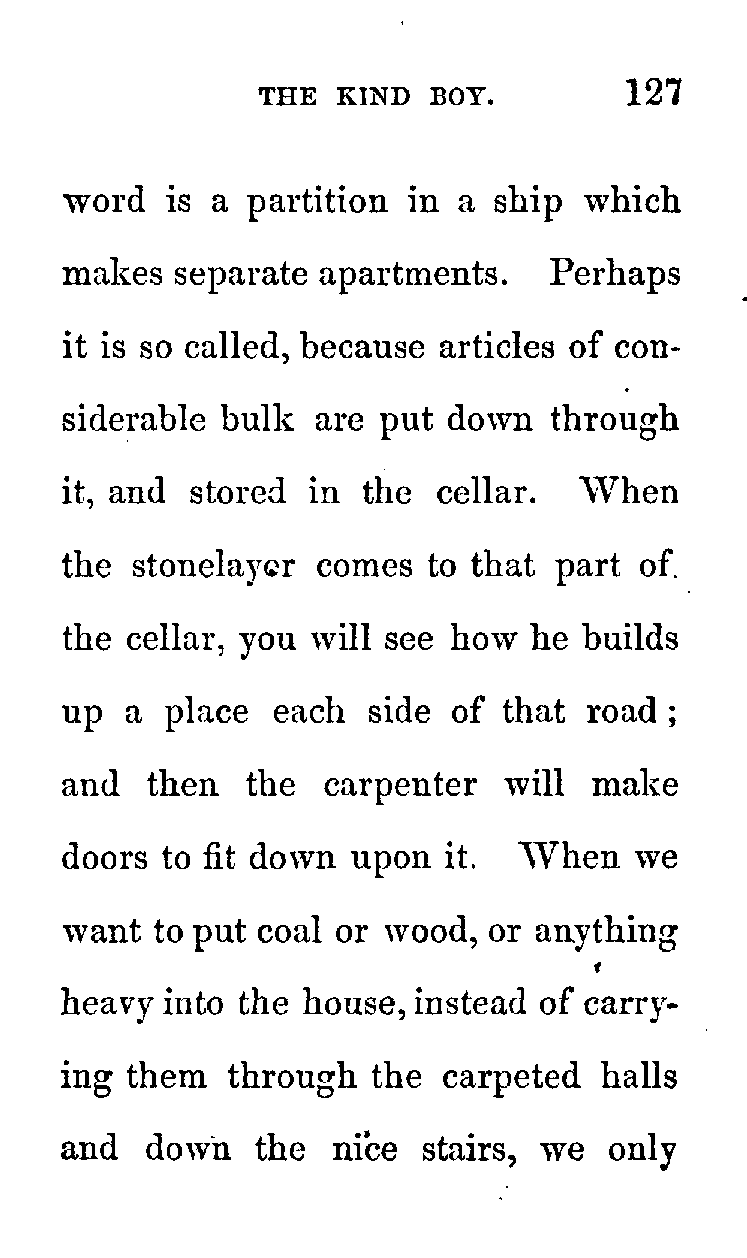 THE KIND BOY. 127
word is a partition in a ship which
makes separate apartments. Perhaps
it is so called, because articles of con-
siderable bulk are put down through
it, and stored in the cellar. When
the stonelayer comes to that part of
the cellar, you will see how he builds
up a place each side of that road ;
and then the carpenter will make
doors to fit down upon it. When we
want to put coal or wood, or anything
heavy into the house, instead of carry-
ing them through the carpeted halls
and down the nice stairs, we only